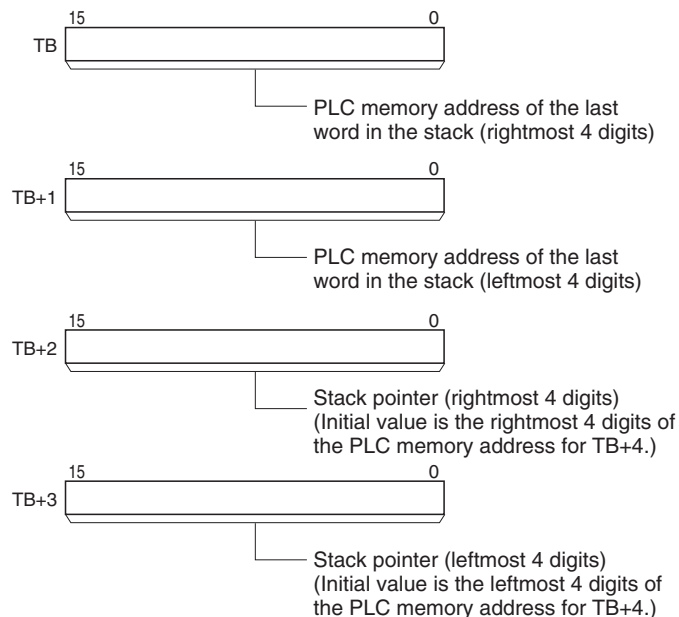 15 0
TB
PLC memory address of the last
word in the stack (rightmost 4 digits)
15 0
TB+1
PLC memory address of the last
word in the stack (leftmost 4 digits)
15 0
TB+2
Stack pointer (rightmost 4 digits)
(Initial value is the rightmost 4 digits of
the PLC memory address for TB+4.)
15 0
TB+3
Stack pointer (leftmost 4 digits)
(Initial value is the leftmost 4 digits of
the PLC memory address for TB+4.)